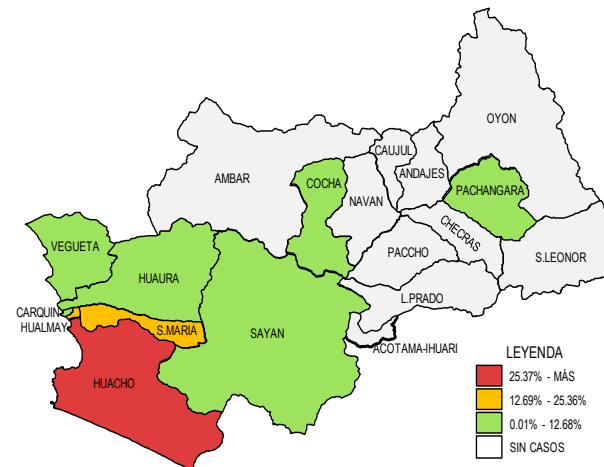 OYON
CAUJUL
ANDAJES
AMBAR
COCHA
NAVAN
PACHANGARA
CHECRAS
VEGUETA
HUAURA
PACCHO
S.LEONOR
L.PRADO
CARQUIN
HUALMAY
S.MARIA
SAYAN
ACOTAMA-IHUARI
HUACHO
LEYENDA
25.37% - MÁS
12.69% - 25.36%
0.01% - 12.68%
SIN CASOS